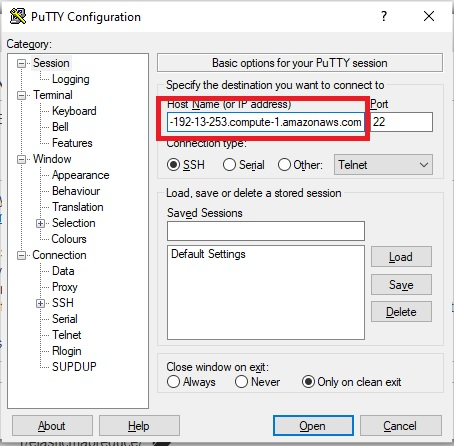 PuTTY Configuration
Category:
Session
Logging
Terminal
Keyboard
Bell
Features
Window
Appearance
Behaviour
Translation
Selection
Colours
Connection
Data
Proxy
SSH
Serial
Telnet
Rlogin
SUPDUP
Basic options for your PuTTY session
Specify the destination you want to connect to
Host Name (or IP address) Port
-192-13-253.compute-1.amazonaws.com 22
Connection type:
SSH Serial Other: Telnet
Load, save or delete a stored session
Saved Sessions
Default Settings
Load
Save
Delete
Close window on exit:
Always Never Only on clean exit
About Help Open Cancel